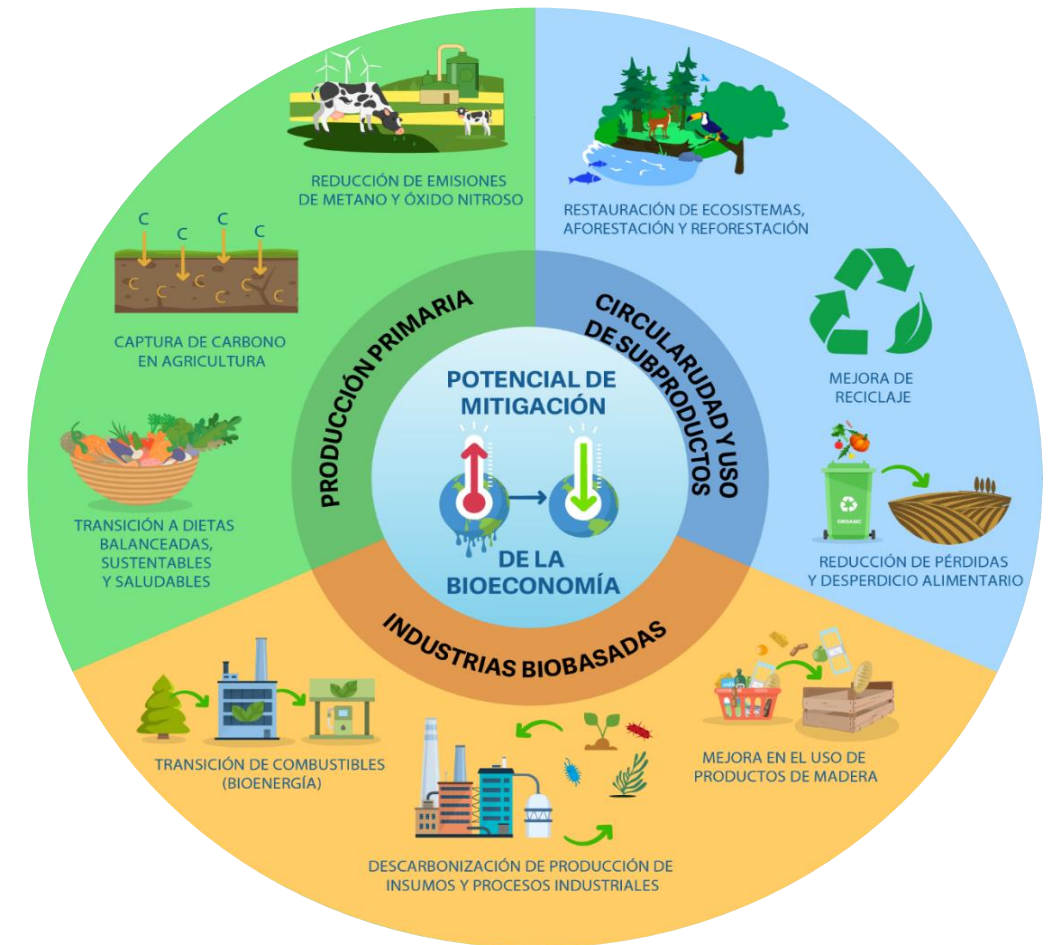 REDUCCIÓN DE EMISIONES
DE METANO Y ÓXIDO NITROSO
C
C
C
C
C
C
C
C
C
CAPTURA DE CARBONO
EN AGRICULTURA
TRANSICIÓN A DIETAS
BALANCEADAS,
SUSTENTABLES
Y SALUDABLES
PRODUCCIÓN PRIMARIA
RESTAURACIÓN DE ECOSISTEMAS,
AFORESTACIÓN Y REFORESTACIÓN
MEJORA DE
RECICLAJE
ORGANIC
REDUCCIÓN DE PÉRDIDAS
Y DESPERDICIO ALIMENTARIO
CIRCULARUDAD Y USO
DE SUBPRODUCTOS
POTENCIAL DE
MITIGACIÓN
DE LA
BIOECONOMÍA
INDUSTRIAS BIOBASADAS
TRANSICIÓN DE COMBUSTIBLES
(BIOENERGÍA)
DESCARBONIZACIÓN DE PRODUCCIÓN DE
INSUMOS Y PROCESOS INDUSTRIALES
MEJORA EN EL USO DE
PRODUCTOS DE MADERA